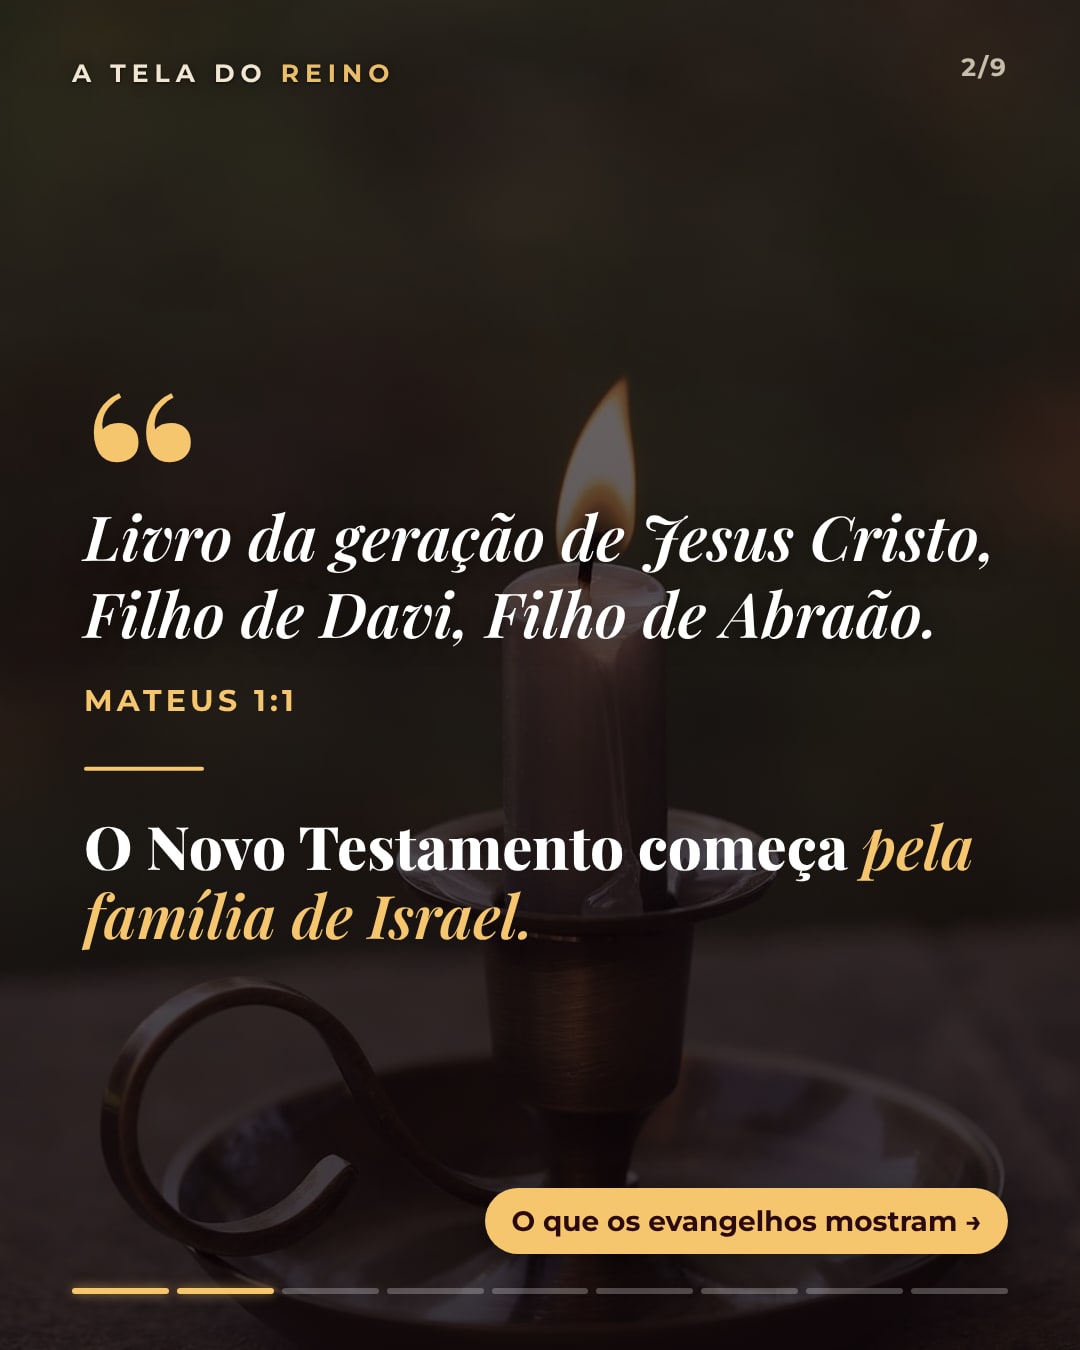 A TELA DO REINO
2/9
“
Livro da geração de Jesus Cristo,
Filho de Davi, Filho de Abraão.
MATEUS 1:1
O Novo Testamento começa pela
família de Israel.
O que os evangelhos mostram →